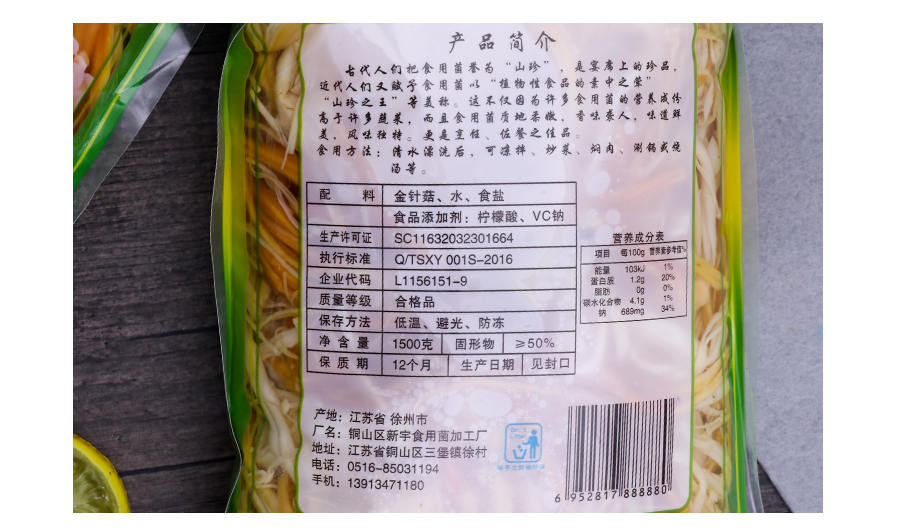 产品简介
古代人们把食用菌誉为“山珍”，是宴席上的珍品，
近代人们又赋予食用菌以“植物性食品的素中之荤”
“山珍之王”等美称。这不仅因为许多食用菌的营养成份
高于许多蔬菜，而且食用菌质地柔嫩、香味袭人，味道鲜
美，风味独特。更是烹饪、佐餐之佳品。
食用方法：清水漂洗后，可凉拌、炒菜、焖肉、涮锅或烧
汤等。
配料 金针菇、水、食盐
食品添加剂：柠檬酸、VC钠
生产许可证 SC11632032301664
执行标准 Q/TSXY 001S-2016
企业代码 L1156151-9
质量等级 合格品
保存方法 低温、避光、防冻
净含量 1500克 固形物 ≥50%
保质期 12个月 生产日期 见封口
营养成分表
项目 每100g 营养素参考值%
能量 103kJ 1%
蛋白质 1.2g 20%
脂肪 0g 0%
碳水化合物 4.1g 1%
钠 689mg 34%
产地：江苏省 徐州市
厂名：铜山区新宇食用菌加工厂
地址：江苏省铜山区三堡镇徐村
电话：0516-85031194
手机：13913471180
6 952817 888880